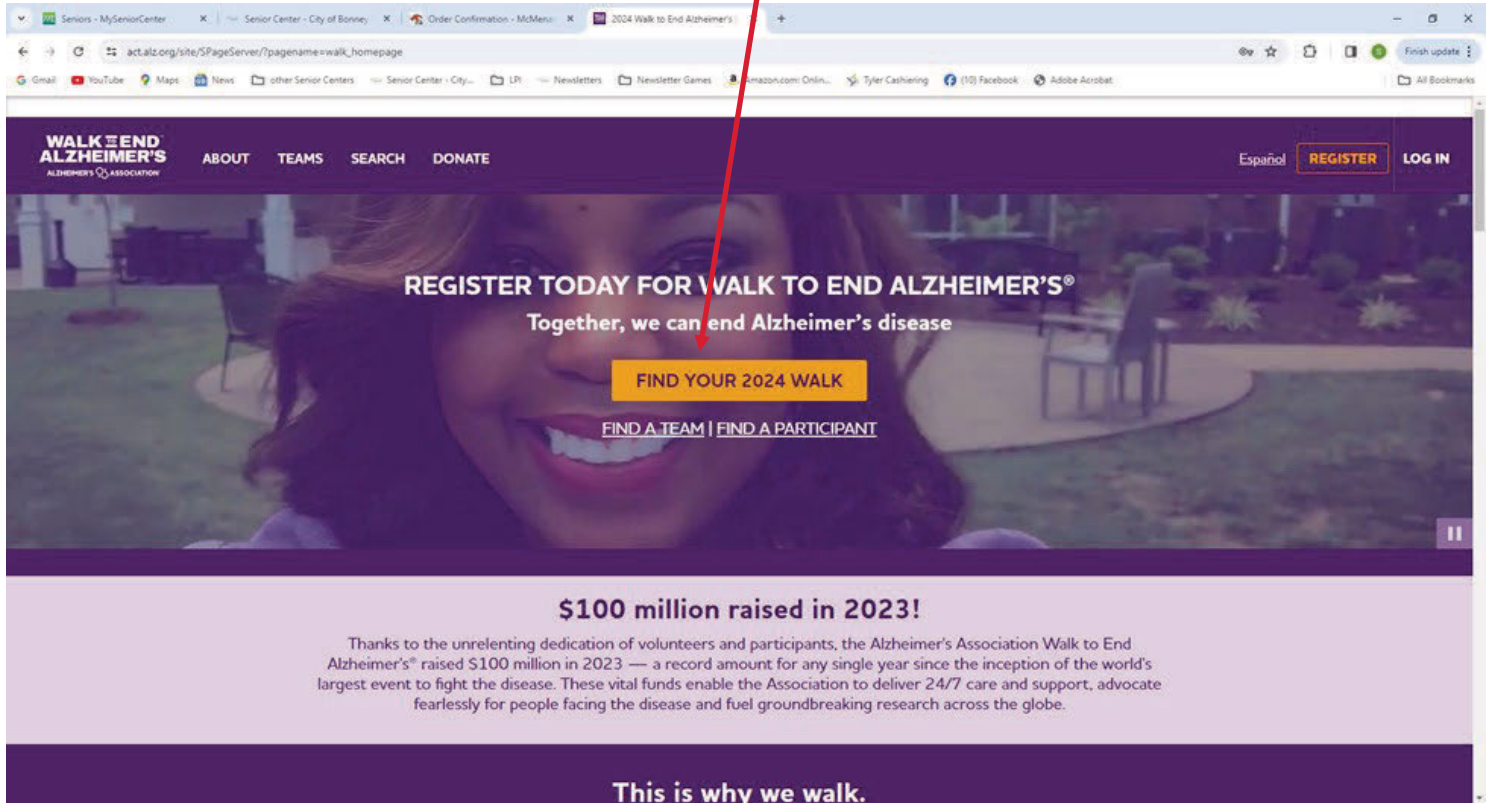 Seniors - MySeniorCenter
Senior Center - City of Bonney
Order Confirmation - McMena
2024 Walk to End Alzheimer's
act.alz.org/site/SPageServer/?pagename=walk_homepage
Finish update
Gmail YouTube Maps News other Senior Centers Senior Center - City... LPI Newsletters Newsletter Games Amazon.com: Onlin... Tyler Cashiering (10) Facebook Adobe Acrobat All Bookmarks
WALK TO END
ALZHEIMER'S
ALZHEIMER'S ASSOCIATION
ABOUT TEAMS SEARCH DONATE
Español REGISTER LOG IN
REGISTER TODAY FOR WALK TO END ALZHEIMER'S®
Together, we can end Alzheimer's disease
FIND YOUR 2024 WALK
FIND A TEAM | FIND A PARTICIPANT
$100 million raised in 2023!
Thanks to the unrelenting dedication of volunteers and participants, the Alzheimer's Association Walk to End
Alzheimer's® raised $100 million in 2023 — a record amount for any single year since the inception of the world's
largest event to fight the disease. These vital funds enable the Association to deliver 24/7 care and support, advocate
fearlessly for people facing the disease and fuel groundbreaking research across the globe.
This is why we walk.